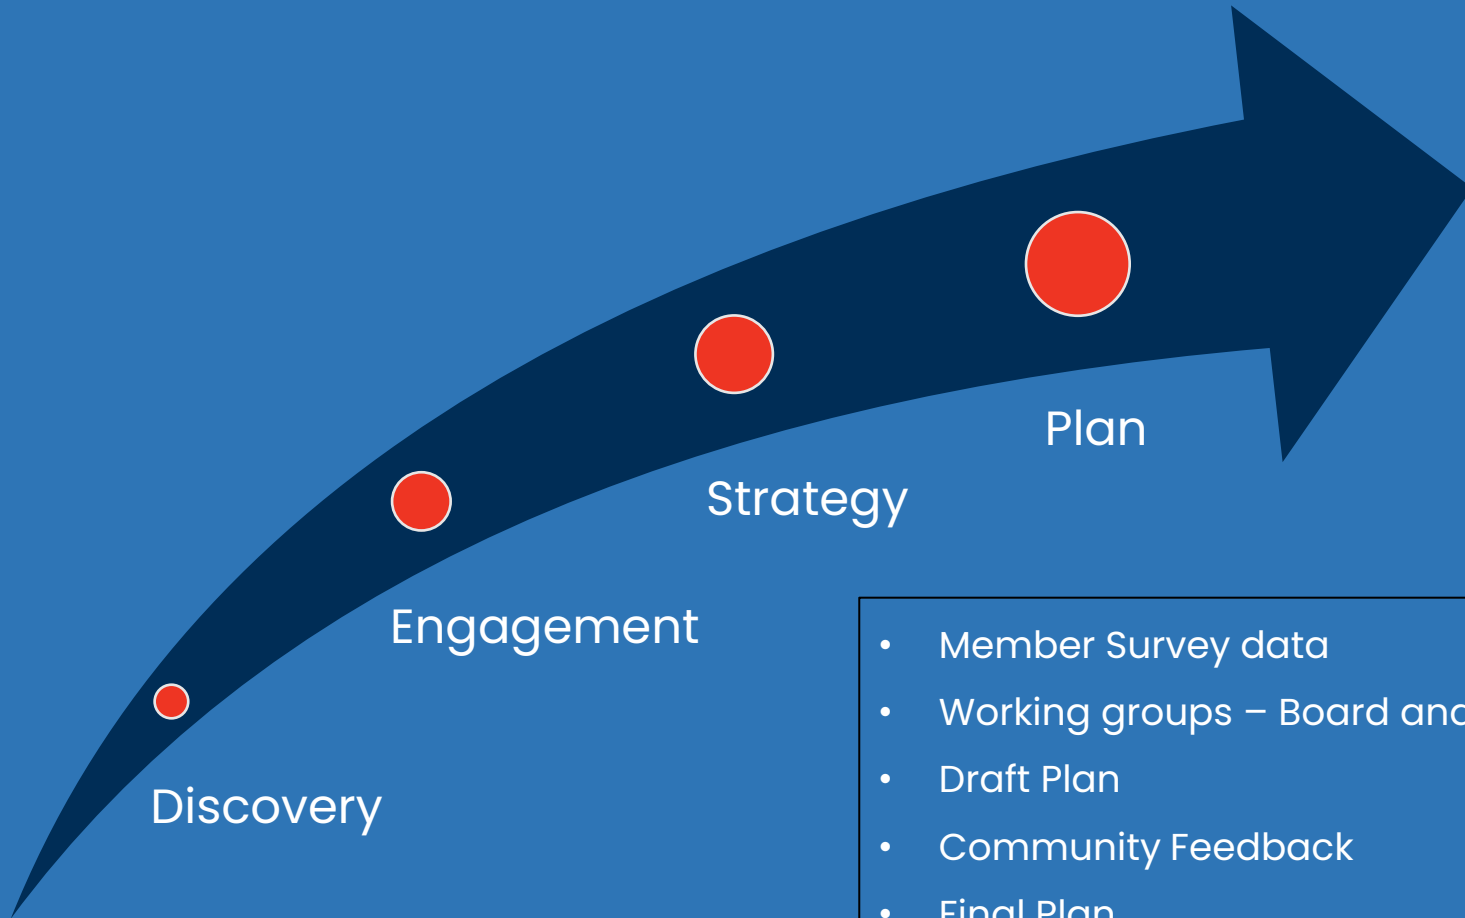 Plan
Strategy
Engagement
Discovery
• Member Survey data
• Working groups – Board and
• Draft Plan
• Community Feedback
• Final Plan